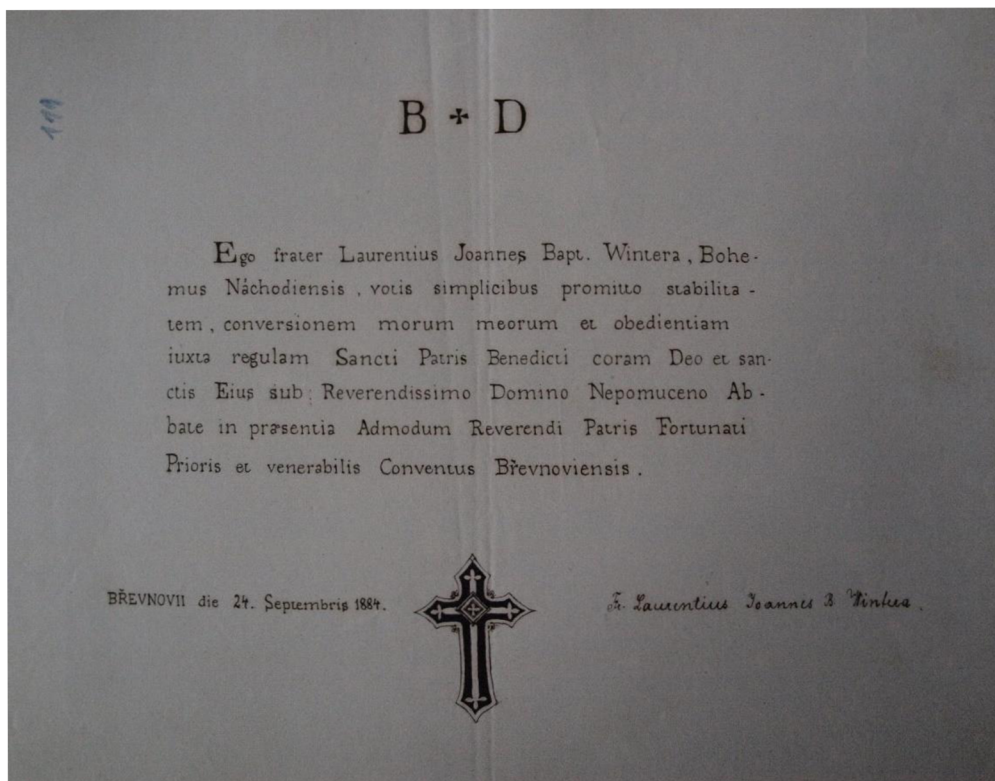 111
B + D
Ego frater Laurentius Joannes Bapt. Wintera, Bohe-
mus Náchodiensis, votis simplicibus promitto stabilita-
tem, conversionem morum meorum et obedientiam
iuxta regulam Sancti Patris Benedicti coram Deo et san-
ctis Eius sub: Reverendissimo Domino Nepomuceno Ab-
bate in præsentia Admodum Reverendi Patris Fortunati
Prioris et venerabilis Conventus Břevnoviensis.
BŘEVNOVII die 24. Septembris 1884.
Fr. Laurentius Joannes B Wintera.